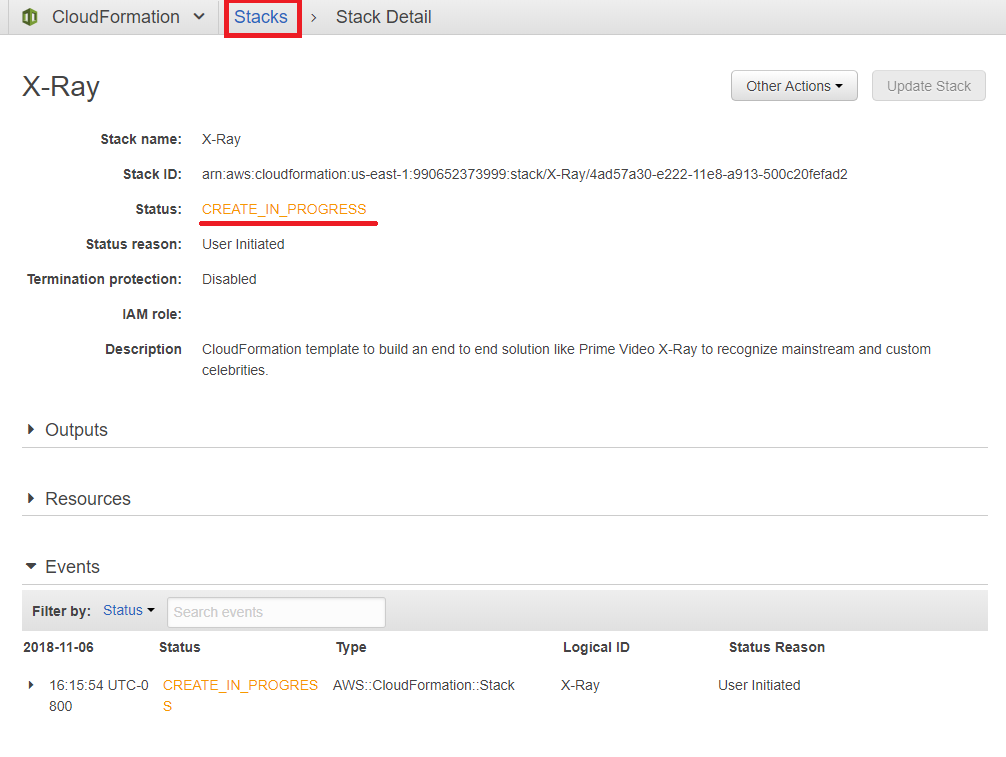 CloudFormation Stacks > Stack Detail
X-Ray
Other Actions Update Stack
Stack name: X-Ray
Stack ID: arn:aws:cloudformation:us-east-1:990652373999:stack/X-Ray/4ad57a30-e222-11e8-a913-500c20fefad2
Status: CREATE_IN_PROGRESS
Status reason: User Initiated
Termination protection: Disabled
IAM role:
Description CloudFormation template to build an end to end solution like Prime Video X-Ray to recognize mainstream and custom
celebrities.
Outputs
Resources
Events
Filter by: Status Search events
2018-11-06 Status Type Logical ID Status Reason
16:15:54 UTC-0 CREATE_IN_PROGRES AWS::CloudFormation::Stack X-Ray User Initiated
800 S